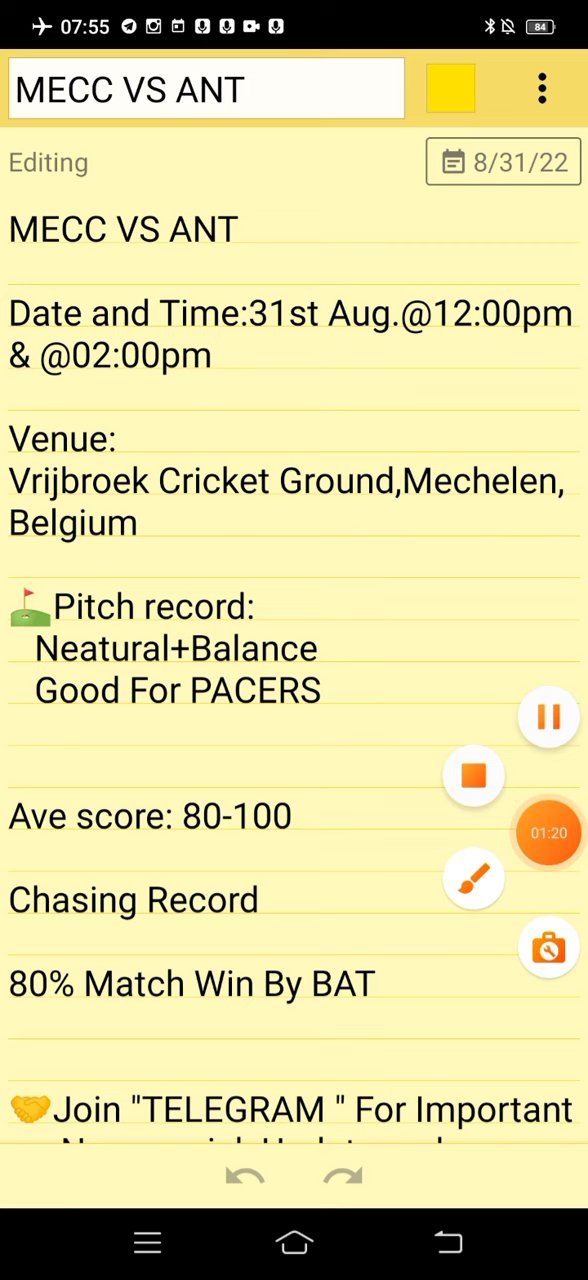 07:55
84
MECC VS ANT
Editing
8/31/22
MECC VS ANT
Date and Time:31st Aug.@12:00pm
& @02:00pm
Venue:
Vrijbroek Cricket Ground,Mechelen,
Belgium
⛳Pitch record:
Neatural+Balance
Good For PACERS
Ave score: 80-100
01:20
Chasing Record
80% Match Win By BAT
🤝Join "TELEGRAM " For Important